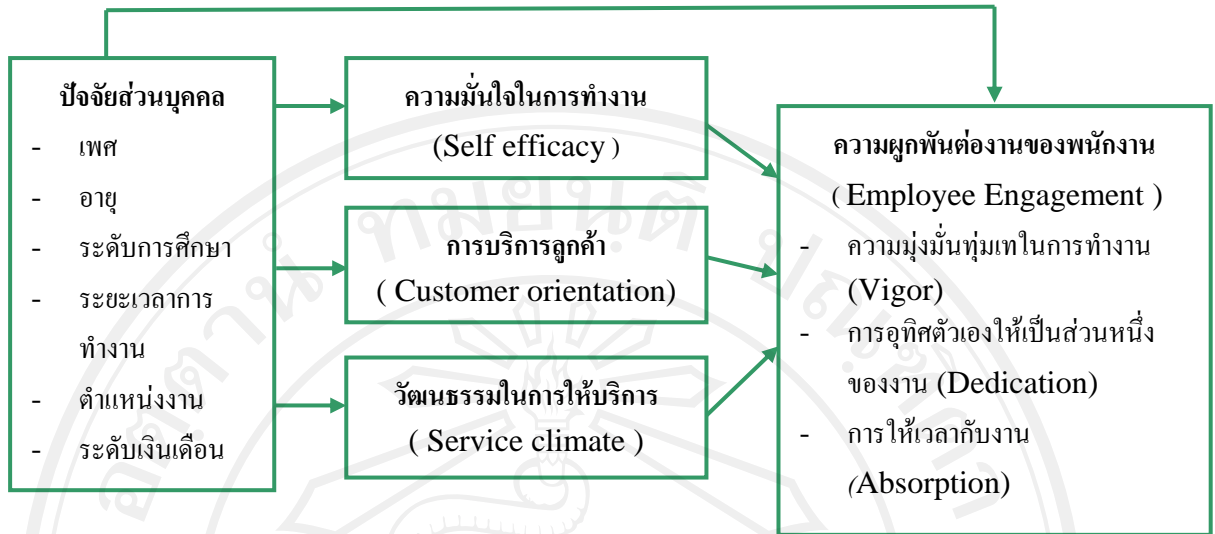 ปัจจัยส่วนบุคคล
- เพศ
- อายุ
- ระดับการศึกษา
- ระยะเวลาการ
ทำงาน
- ตำแหน่งงาน
- ระดับเงินเดือน
ความมั่นใจในการทำงาน
(Self efficacy )
การบริการลูกค้า
( Customer orientation)
วัฒนธรรมในการให้บริการ
( Service climate )
ความผูกพันต่องานของพนักงาน
( Employee Engagement )
- ความมุ่งมั่นทุ่มเทในการทำงาน
(Vigor)
- การอุทิศตัวเองให้เป็นส่วนหนึ่ง
ของงาน (Dedication)
- การให้เวลากับงาน
(Absorption)